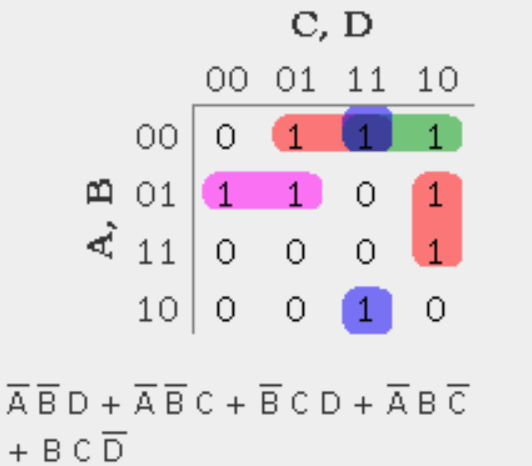 C, D
00 01 11 10
A, B
00 0 1 1 1
01 1 1 0 1
11 0 0 0 1
10 0 0 1 0
A̅ B̅ D + A̅ B̅ C + B̅ C D + A̅ B C̅
+ B C D̅